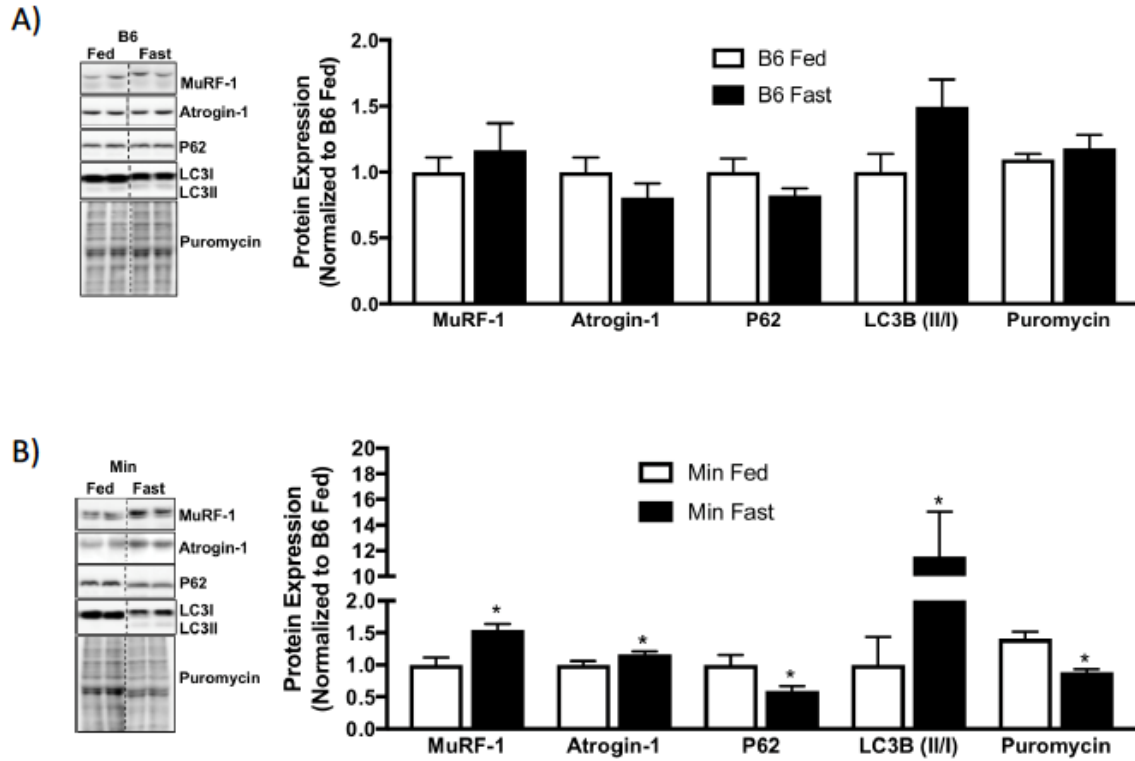 A)
B6
Fed Fast
MuRF-1
Atrogin-1
P62
LC3I
LC3II
Puromycin
Protein Expression
(Normalized to B6 Fed)
2.0
1.5
1.0
0.5
0.0
B6 Fed
B6 Fast
MuRF-1 Atrogin-1 P62 LC3B (II/I) Puromycin
B)
Min
Fed Fast
MuRF-1
Atrogin-1
P62
LC3I
LC3II
Puromycin
Protein Expression
(Normalized to B6 Fed)
20
18
16
14
12
10
2.0
1.5
1.0
0.5
0.0
Min Fed
Min Fast
* * * * *
MuRF-1 Atrogin-1 P62 LC3B (II/I) Puromycin